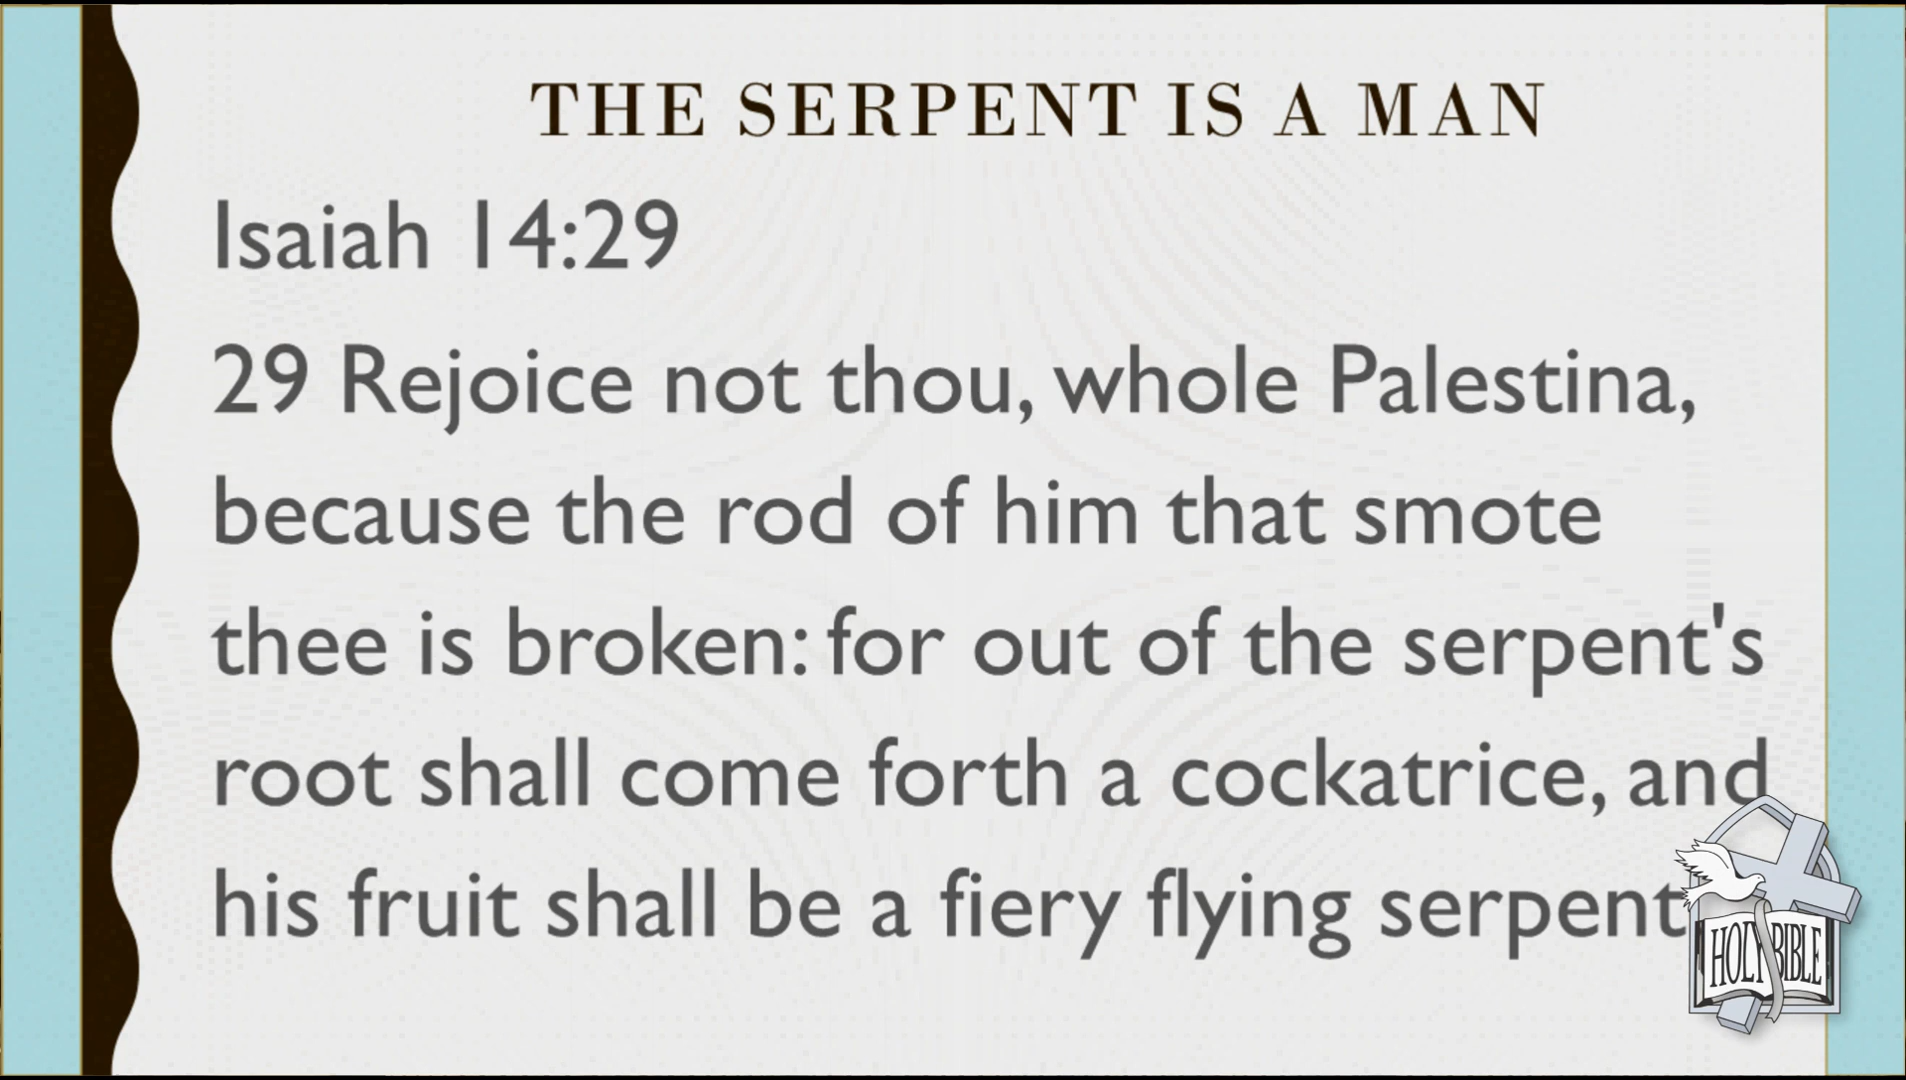 THE SERPENT IS A MAN
Isaiah 14:29
29 Rejoice not thou, whole Palestina,
because the rod of him that smote
thee is broken: for out of the serpent's
root shall come forth a cockatrice, and
his fruit shall be a fiery flying serpent
HOLY BIBLE